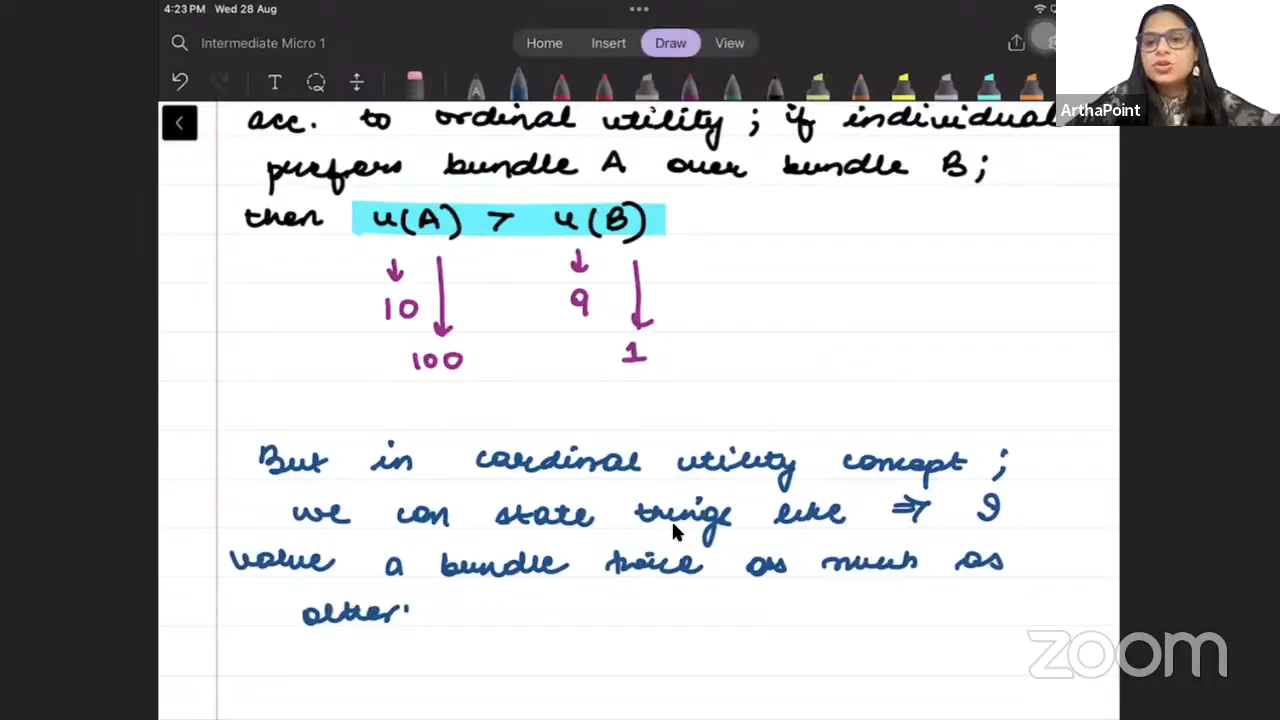 4:23 PM Wed 28 Aug
Intermediate Micro 1
Home Insert Draw View
ArthaPoint
acc. to ordinal utility ; if individual
prefers bundle A over bundle B ;
then u(A) > u(B)
10 9
100 1
But in cardinal utility concept ;
we can state things like ⇒ I
value a bundle twice as much as
other.
zoom